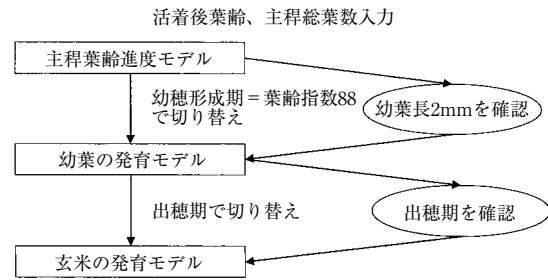 活着後葉齢、主稈総葉数入力
主稈葉齢進度モデル
幼穂形成期＝葉齢指数88
で切り替え
幼葉長2mmを確認
幼葉の発育モデル
出穂期で切り替え
出穂期を確認
玄米の発育モデル